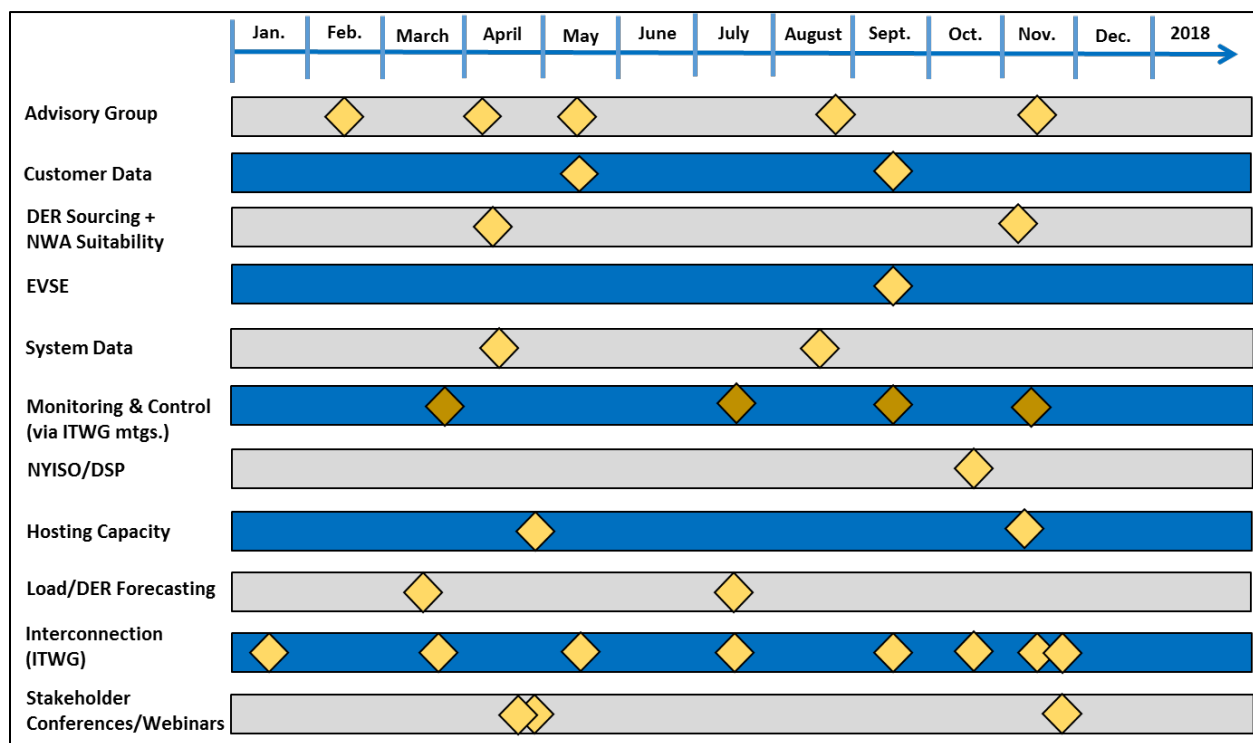 Jan. Feb. March April May June July August Sept. Oct. Nov. Dec. 2018
Advisory Group
Customer Data
DER Sourcing +
NWA Suitability
EVSE
System Data
Monitoring & Control
(via ITWG mtgs.)
NYISO/DSP
Hosting Capacity
Load/DER Forecasting
Interconnection
(ITWG)
Stakeholder
Conferences/Webinars